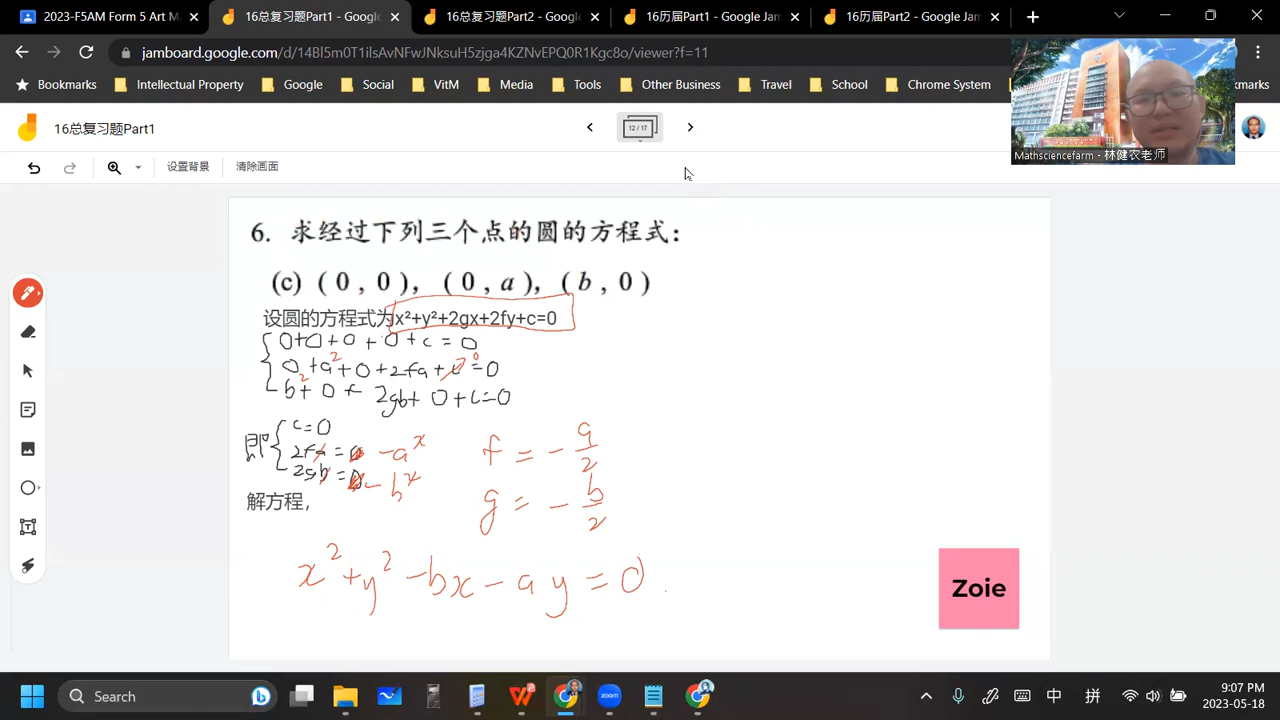 2023-F5AM Form 5 Art M
16总复习题Part1 - Google
16总复习题Part2 - Google
16历届Part1 - Google Jam
16历届Part2 - Google Jam
jamboard.google.com/d/14Bl5m0T1ilsAvNFwJNksuH5zjg4KZNvEPQ0R1Kgc8o/viewer?f=11
Bookmarks Intellectual Property Google VitM Media Tools Other Business Travel School Chrome System
Mathsciencefarm - 林健农老师
16总复习题Part1
12 / 17
设置背景 清除画面
6. 求经过下列三个点的圆的方程式：
(c) ( 0 , 0 ), ( 0 , a ), ( b , 0 )
设圆的方程式为x²+y²+2gx+2fy+c=0
0+0+0+0+c=0
0+a²+0+2fa+c=0
0
b²+0+2gb+0+c=0
即 c=0
2fa = -a²
2gb = -b²
f = -a/2
g = -b/2
解方程，
x²+y²-bx-ay=0.
Zoie
Search
中 拼
9:07 PM
2023-05-18